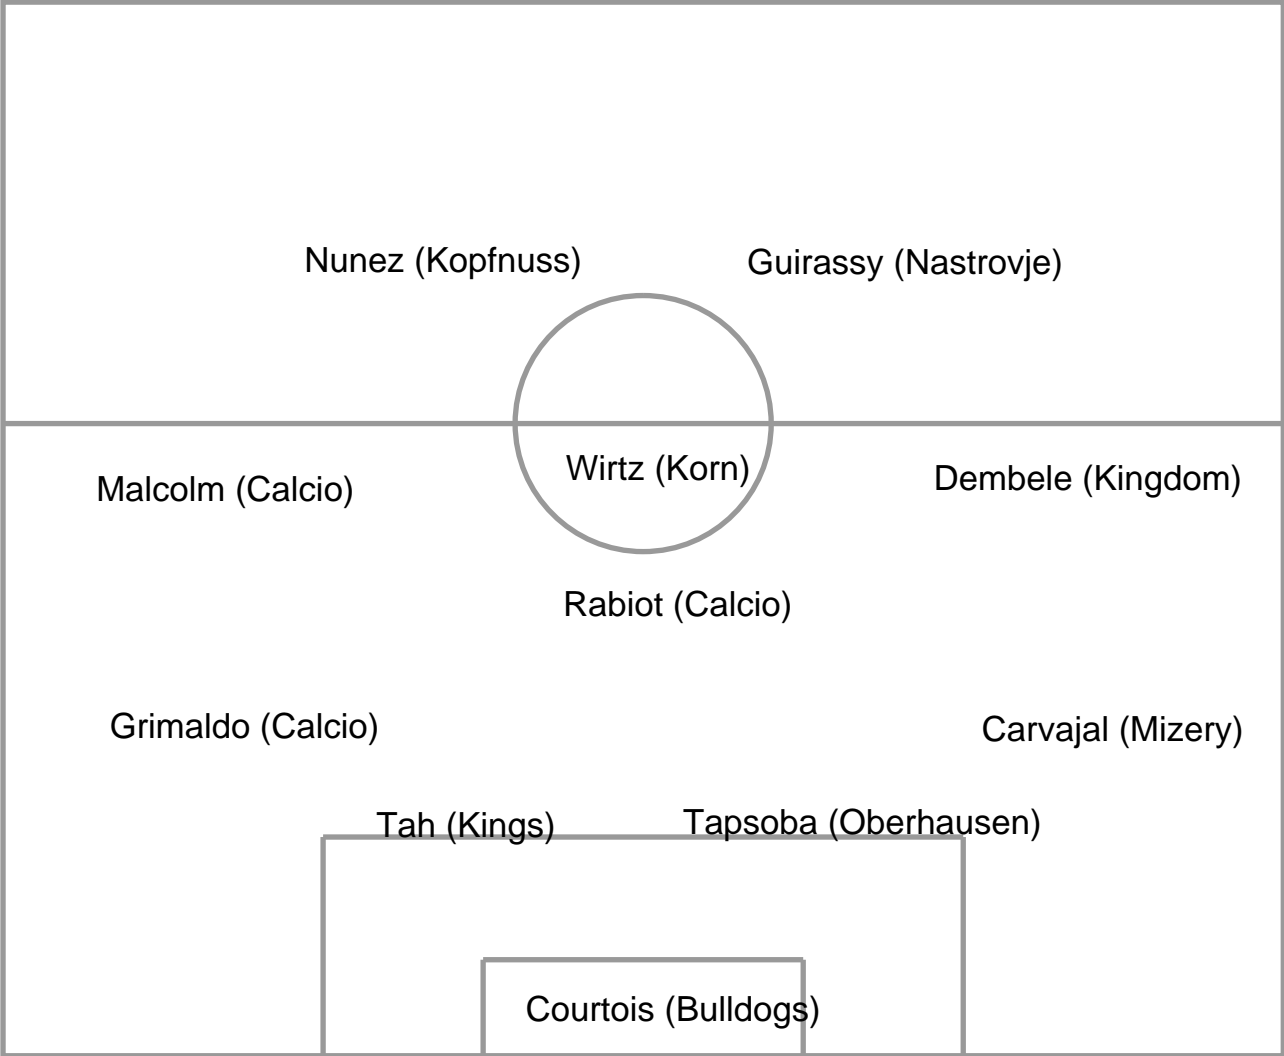 Nunez (Kopfnuss)
Guirassy (Nastrovje)
Malcolm (Calcio)
Wirtz (Korn)
Dembele (Kingdom)
Rabiot (Calcio)
Grimaldo (Calcio)
Carvajal (Mizery)
Tah (Kings)
Tapsoba (Oberhausen)
Courtois (Bulldogs)